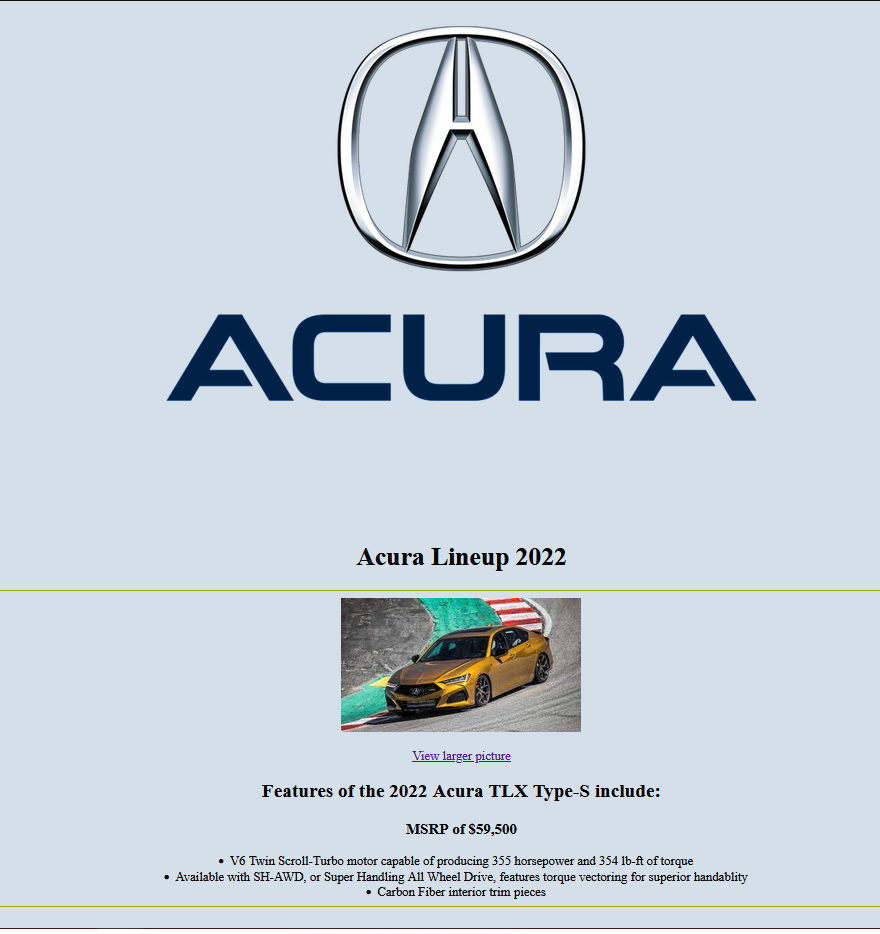 ACURA
Acura Lineup 2022
View larger picture
Features of the 2022 Acura TLX Type-S include:
MSRP of $59,500
• V6 Twin Scroll-Turbo motor capable of producing 355 horsepower and 354 lb-ft of torque
• Available with SH-AWD, or Super Handling All Wheel Drive, features torque vectoring for superior handablity
• Carbon Fiber interior trim pieces